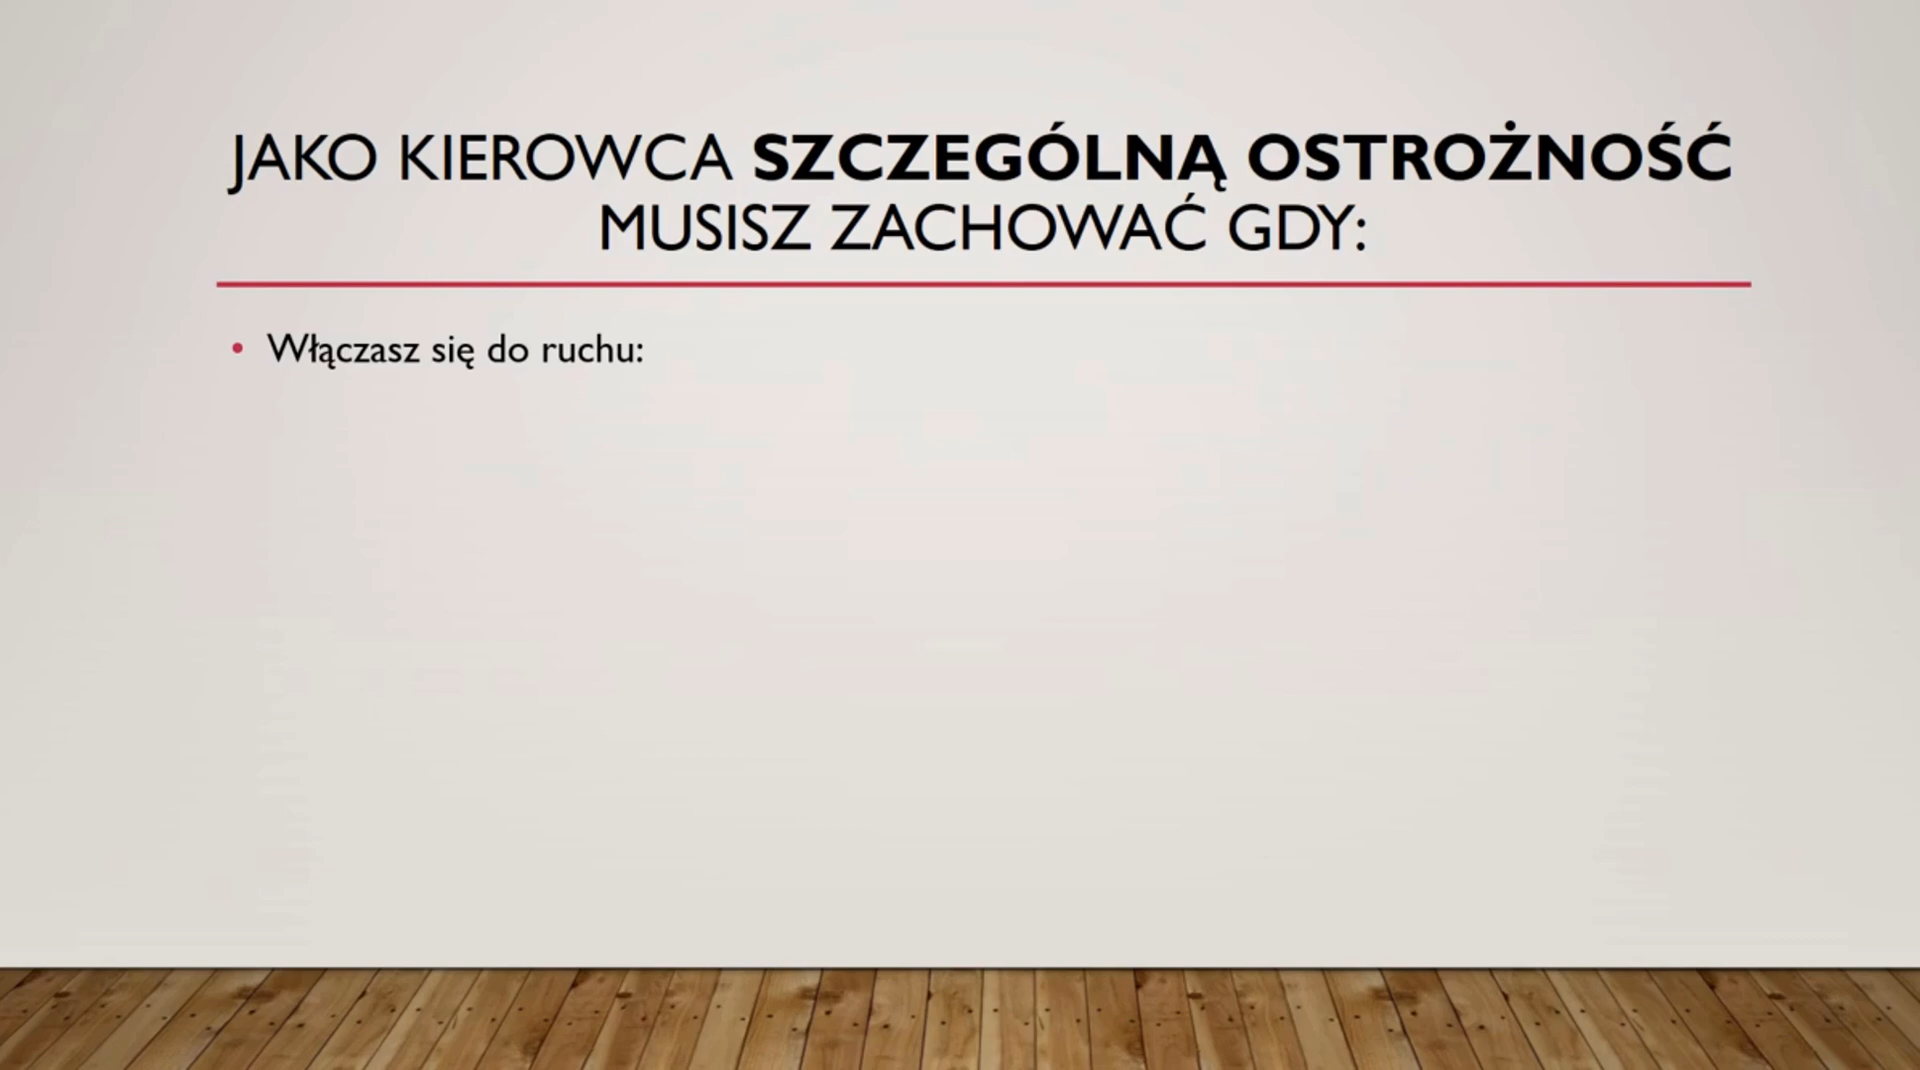 JAKO KIEROWCA SZCZEGÓLNĄ OSTROŻNOŚĆ
MUSISZ ZACHOWAĆ GDY:
• Włączasz się do ruchu: